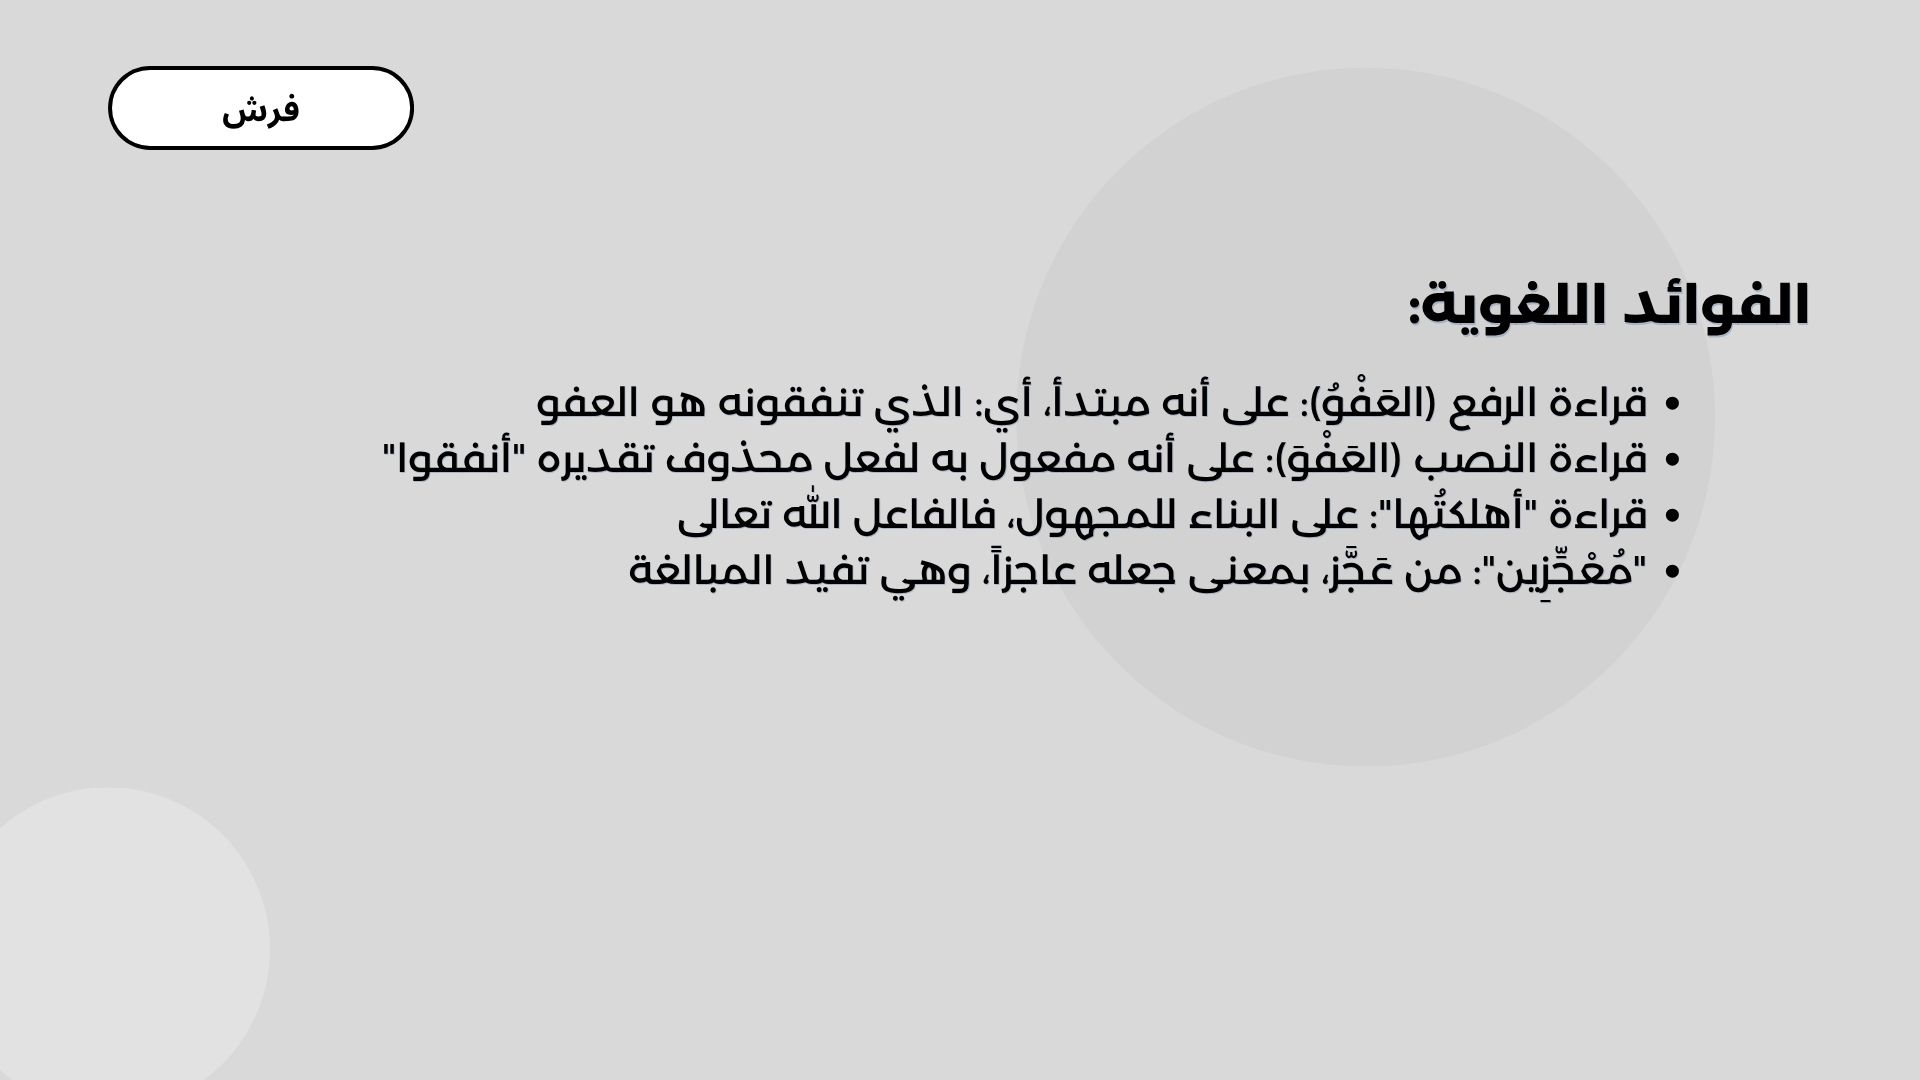 فرش
الفوائد اللغوية:
• قراءة الرفع (العَفْوُ): على أنه مبتدأ، أي: الذي تنفقونه هو العفو
• قراءة النصب (العَفْوَ): على أنه مفعول به لفعل محذوف تقديره "أنفقوا"
• قراءة "أهلكتُها": على البناء للمجهول، فالفاعل الله تعالى
• "مُعْجِّزِين": من عَجَّز، بمعنى جعله عاجزاً، وهي تفيد المبالغة